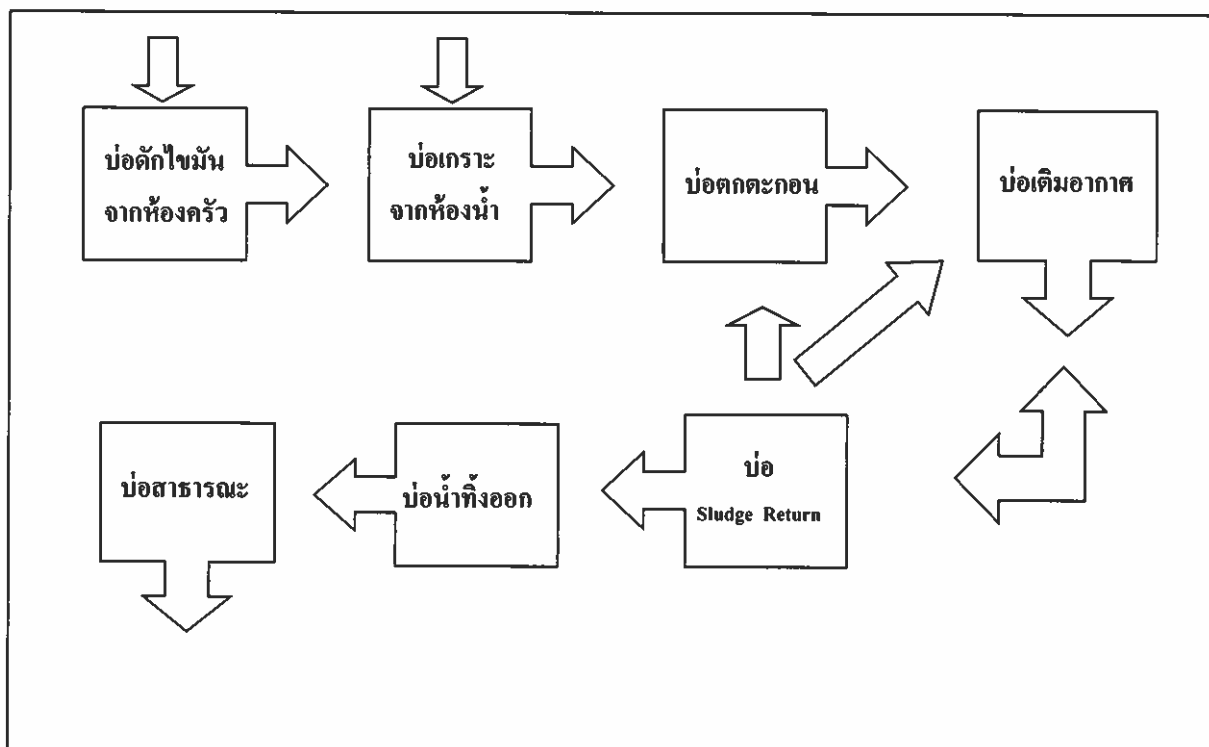 บ่อดักไขมัน
จากห้องครัว
บ่อเกราะ
จากห้องน้ำ
บ่อตกตะกอน
บ่อเติมอากาศ
บ่อสาธารณะ
บ่อน้ำทิ้งออก
บ่อ
Sludge Return